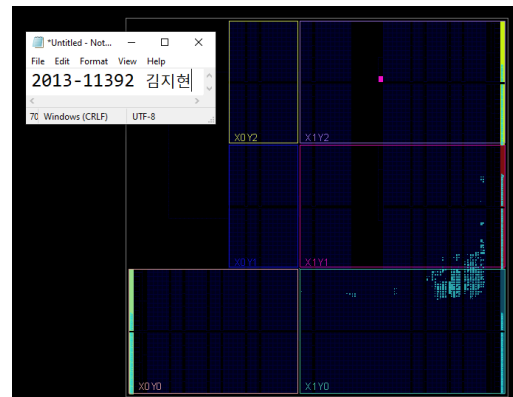 *Untitled - Not...
File Edit Format View Help
2013-11392 김지현
70 Windows (CRLF) UTF-8
X0Y2 X1Y2
X0Y1 X1Y1
X0Y0 X1Y0